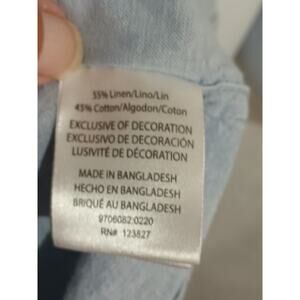 55% Linen/Lino/Lin
45% Cotton/Algodon/Coton
EXCLUSIVE OF DECORATION
EXCLUSIVO DE DECORACIÓN
LUSIVITÉ DE DÉCORATION
MADE IN BANGLADESH
HECHO EN BANGLADESH
BRIQUÉ AU BANGLADESH
9706082:0220
RN# 123827